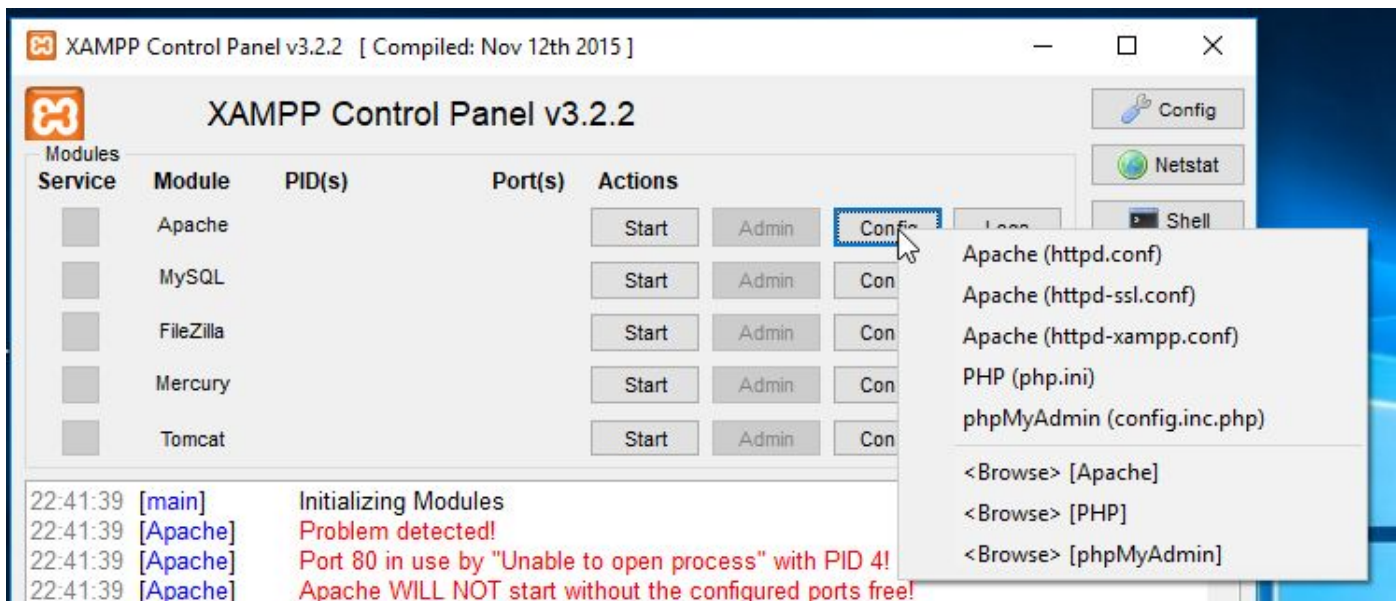 XAMPP Control Panel v3.2.2 [ Compiled: Nov 12th 2015 ]
XAMPP Control Panel v3.2.2
Config
Modules
Netstat
Service Module PID(s) Port(s) Actions
Shell
Apache Start Admin Config
MySQL Start Admin Con
FileZilla Start Admin Con
Mercury Start Admin Con
Tomcat Start Admin Con
Apache (httpd.conf)
Apache (httpd-ssl.conf)
Apache (httpd-xampp.conf)
PHP (php.ini)
phpMyAdmin (config.inc.php)
<Browse> [Apache]
<Browse> [PHP]
<Browse> [phpMyAdmin]
22:41:39 [main] Initializing Modules
22:41:39 [Apache] Problem detected!
22:41:39 [Apache] Port 80 in use by "Unable to open process" with PID 4!
22:41:39 [Apache] Apache WILL NOT start without the configured ports free!